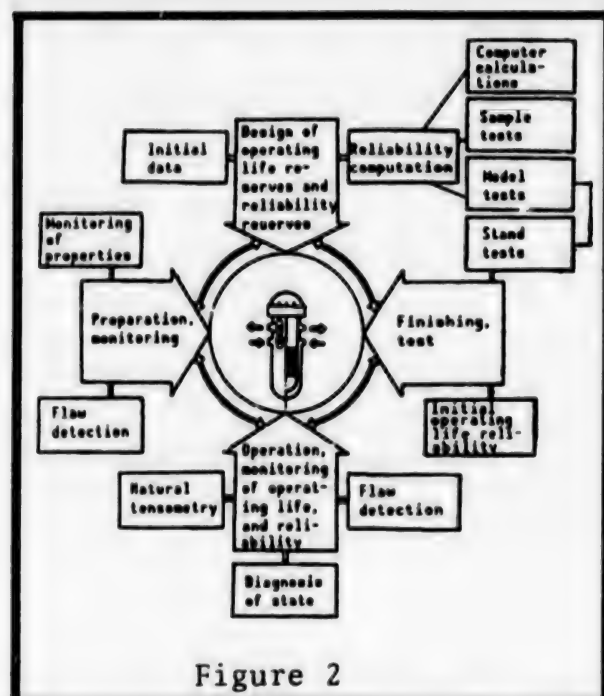 Computer
calcula-
tions
Sample
tests
Model
tests
Stand
tests
Initial
data
Design of
operating
life re-
serves and
reliability
reserves
Reliability
computation
Monitoring
of
properties
Preparation,
monitoring
Flaw
detection
Finishing,
test
Initial
operating
life reli-
ability
Natural
tensometry
Operation,
monitoring
of operat-
ing life,
and reli-
ability
Flaw
detection
Diagnosis
of state
Figure 2